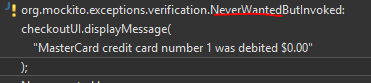 org.mockito.exceptions.verification.NeverWantedButInvoked:
checkoutUI.displayMessage(
"MasterCard credit card number 1 was debited $0.00"
);